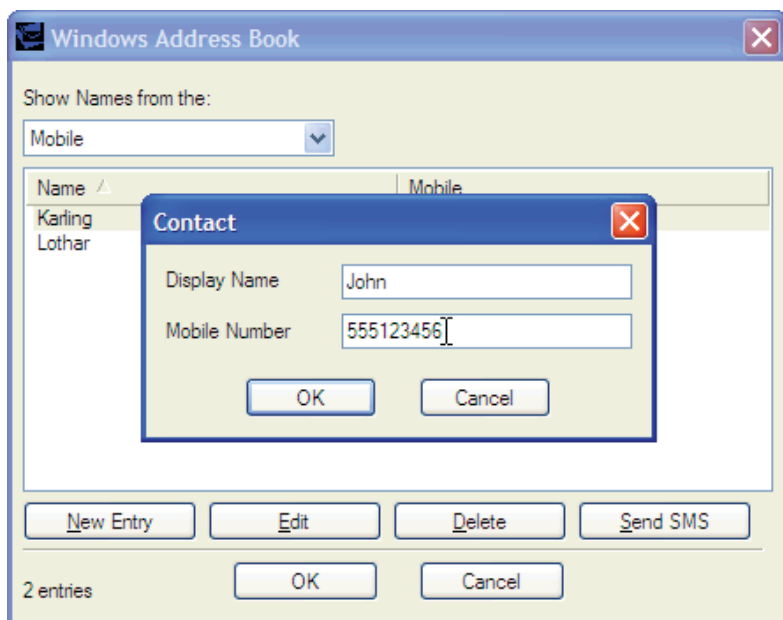 Windows Address Book
Show Names from the:
Mobile
Name Mobile
Karling
Lothar
Contact
Display Name John
Mobile Number 555123456
OK Cancel
New Entry Edit Delete Send SMS
2 entries OK Cancel